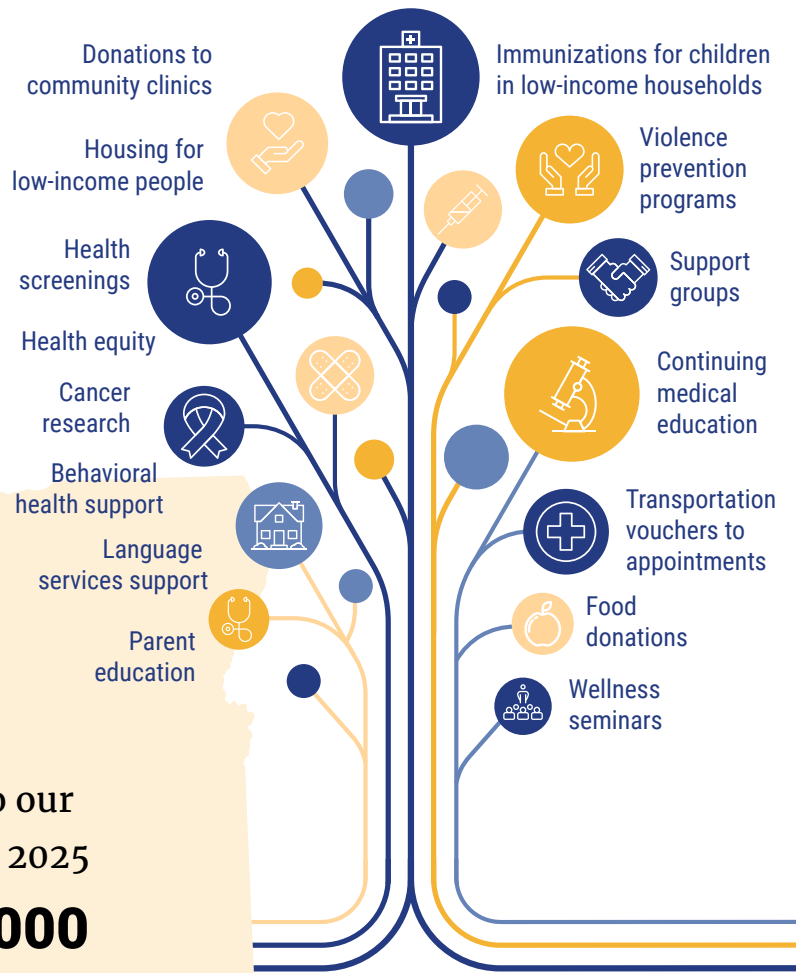 Donations to
community clinics
Housing for
low-income people
Health
screenings
Health equity
Cancer
research
Behavioral
health support
Language
services support
Parent
education
Immunizations for children
in low-income households
Violence
prevention
programs
Support
groups
Continuing
medical
education
Transportation
vouchers to
appointments
Food
donations
Wellness
seminars
our
2025
000